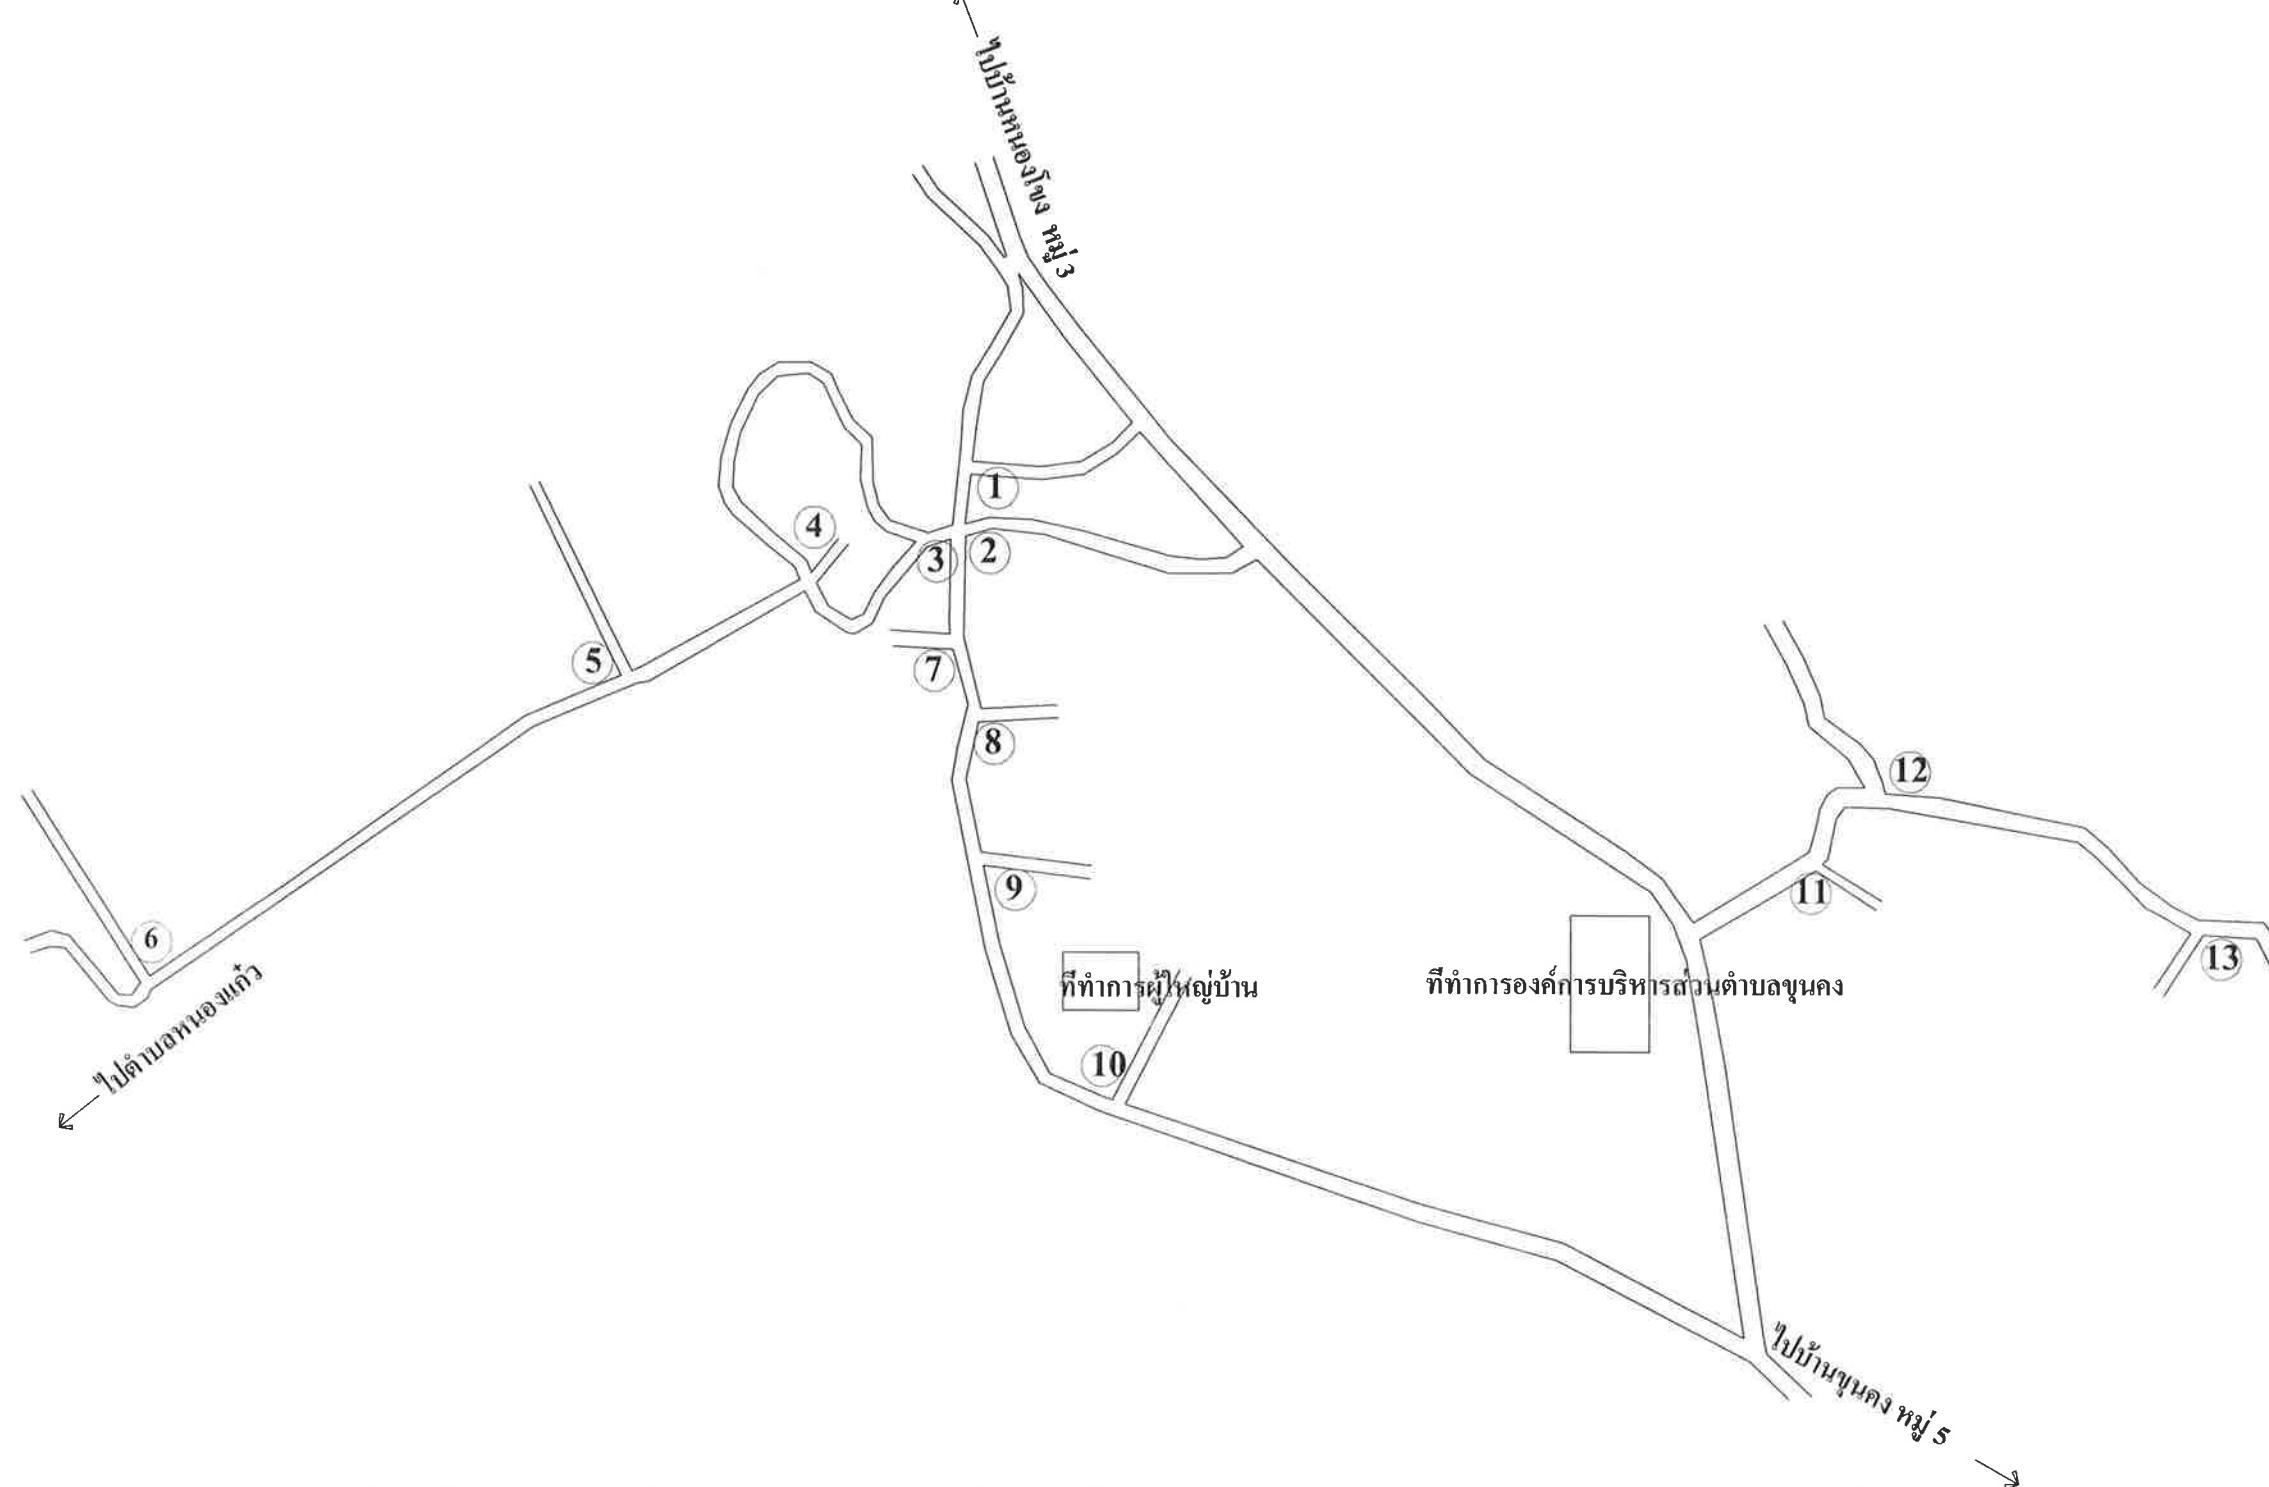 ไปบ้านหนองโขง หมู่ 3
1
4
3
2
5
7
8
12
9
11
6
ที่ทำการผู้ใหญ่บ้าน
ที่ทำการองค์การบริหารส่วนตำบลขุนคง
13
ไปตำบลหนองแก๋ว
10
ไปบ้านขุนคง หมู่ 5